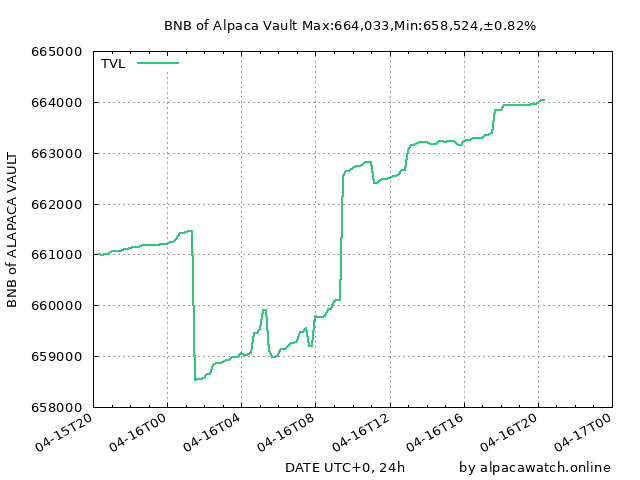 BNB of Alpaca Vault Max:664,033,Min:658,524,±0.82%
665000
TVL
664000
663000
662000
661000
660000
659000
658000
BNB of ALAPACA VAULT
04-15T20
04-16T00
04-16T04
04-16T08
04-16T12
04-16T16
04-16T20
04-17T00
DATE UTC+0, 24h
by alpacawatch.online